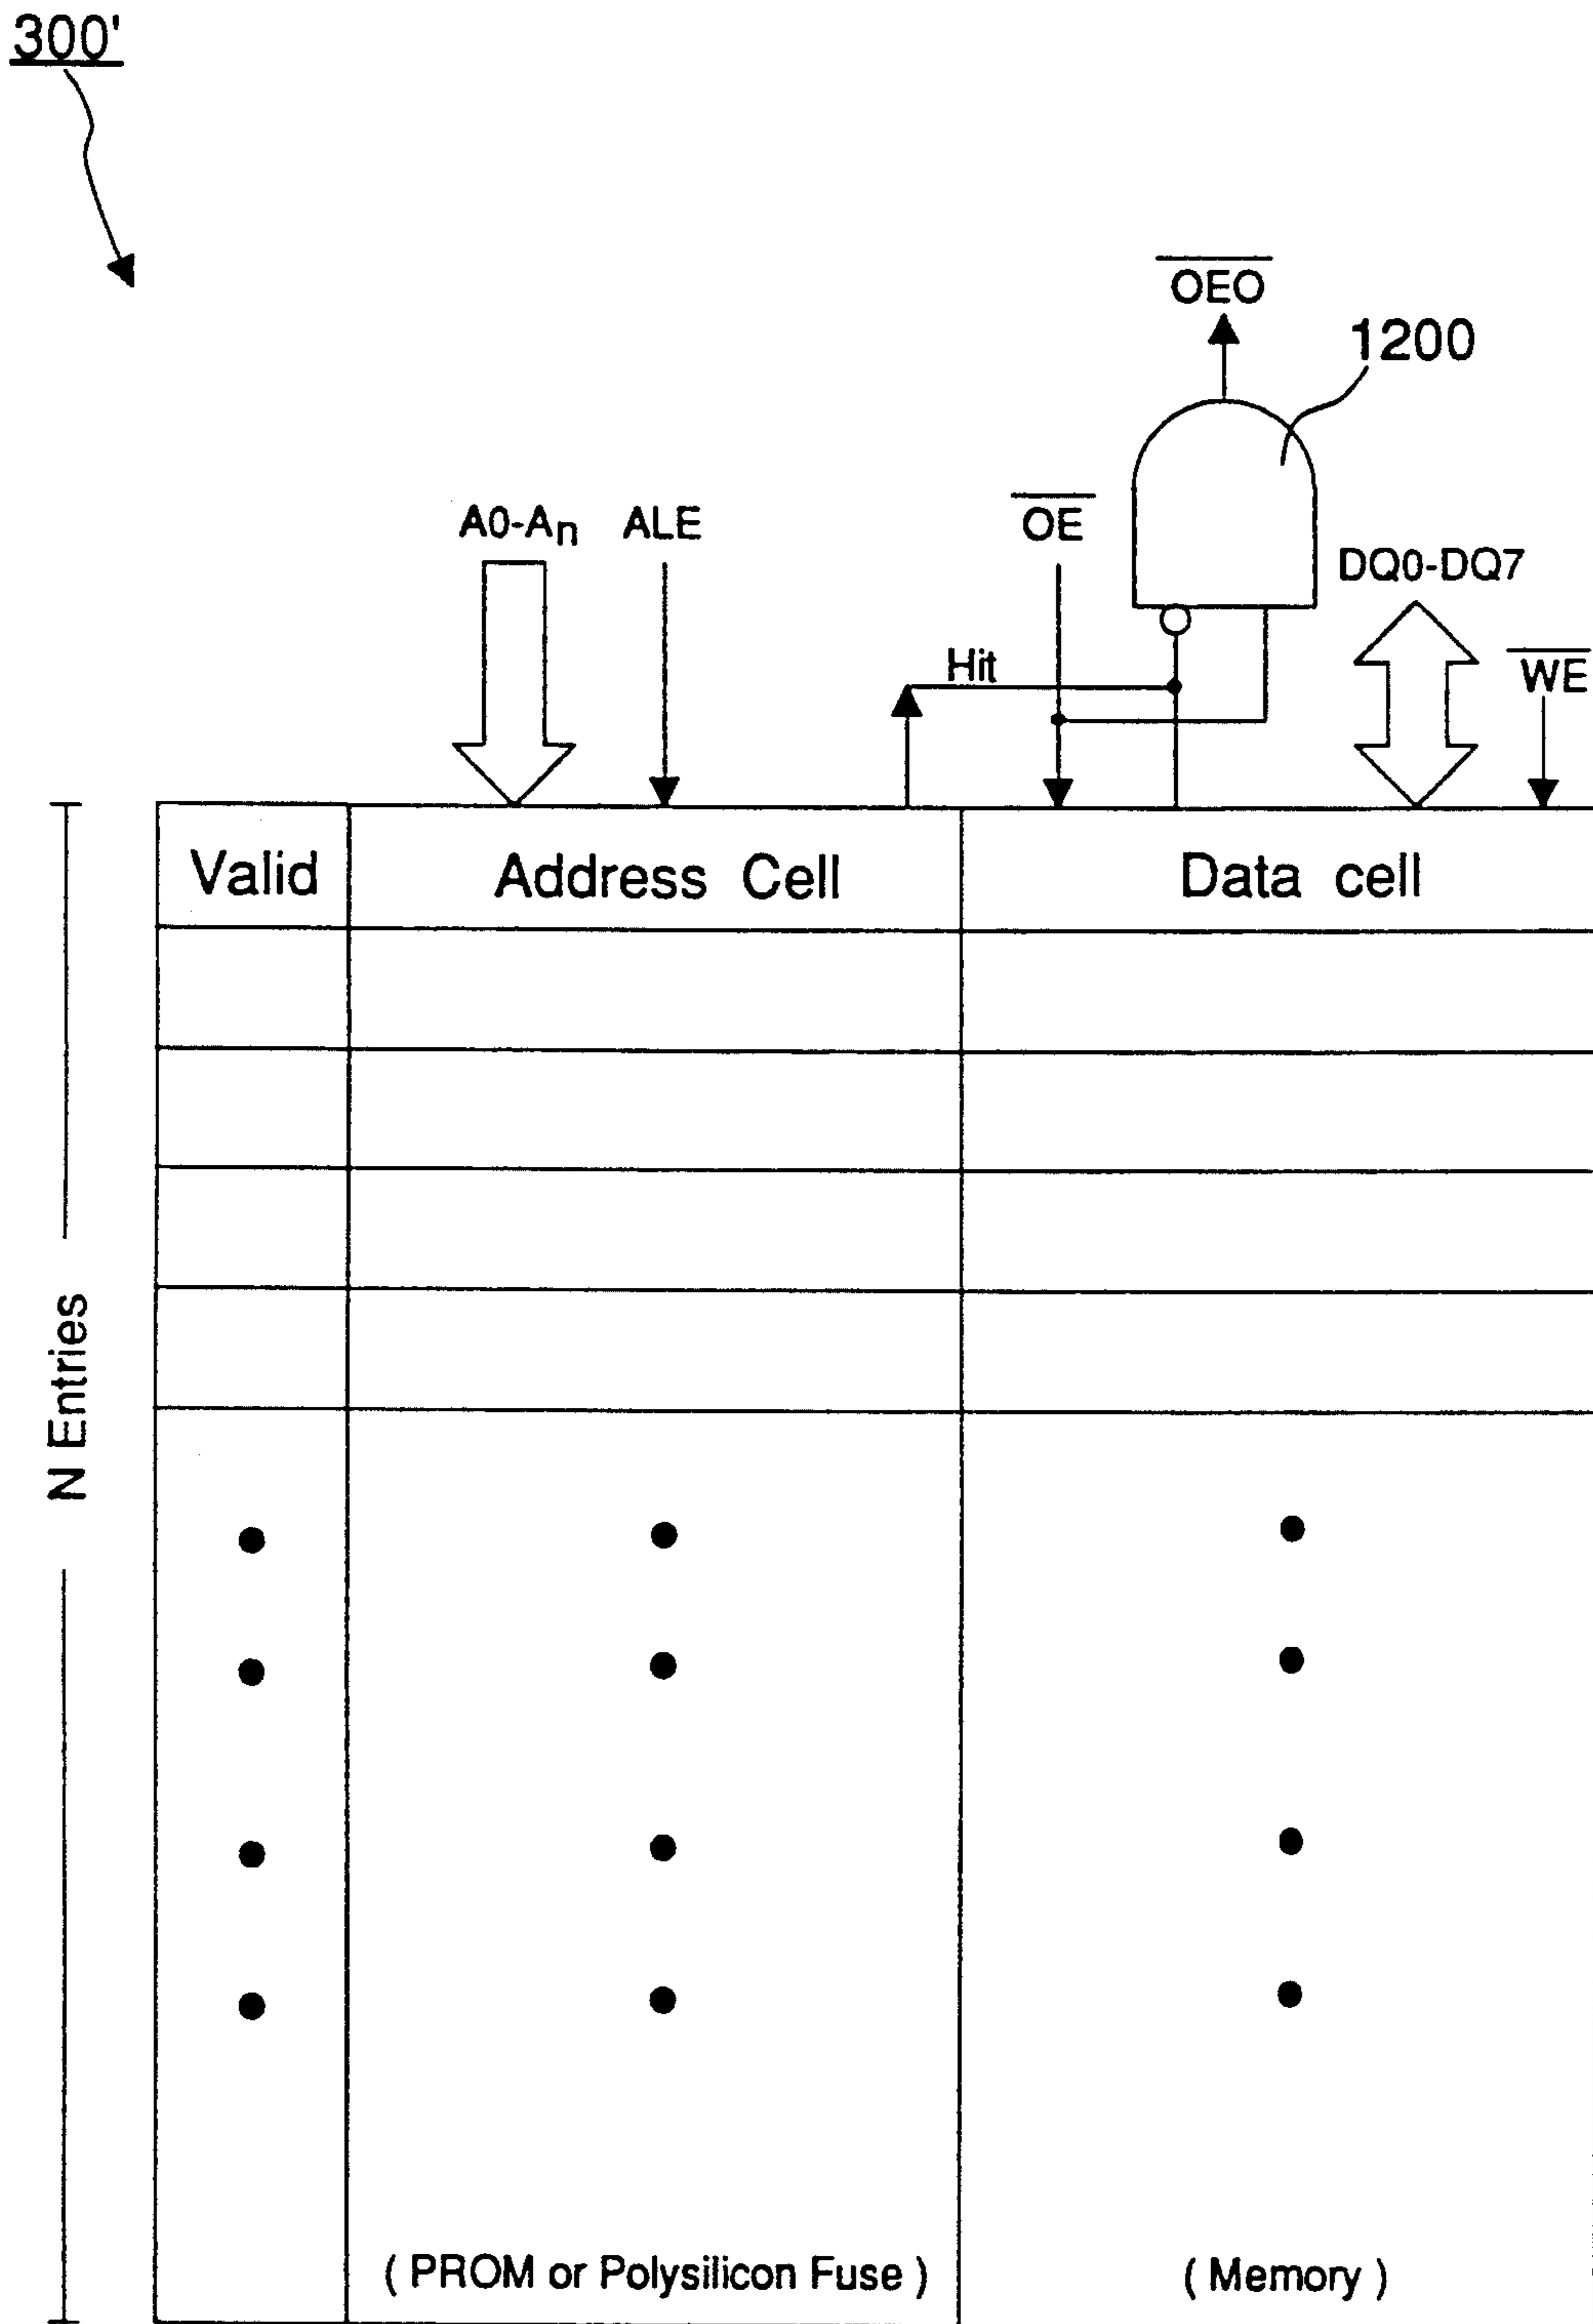 300'
OEO
1200
A0-An ALE OE DQ0-DQ7
Hit WE
Valid Address Cell Data cell
N Entries
( PROM or Polysilicon Fuse ) ( Memory )